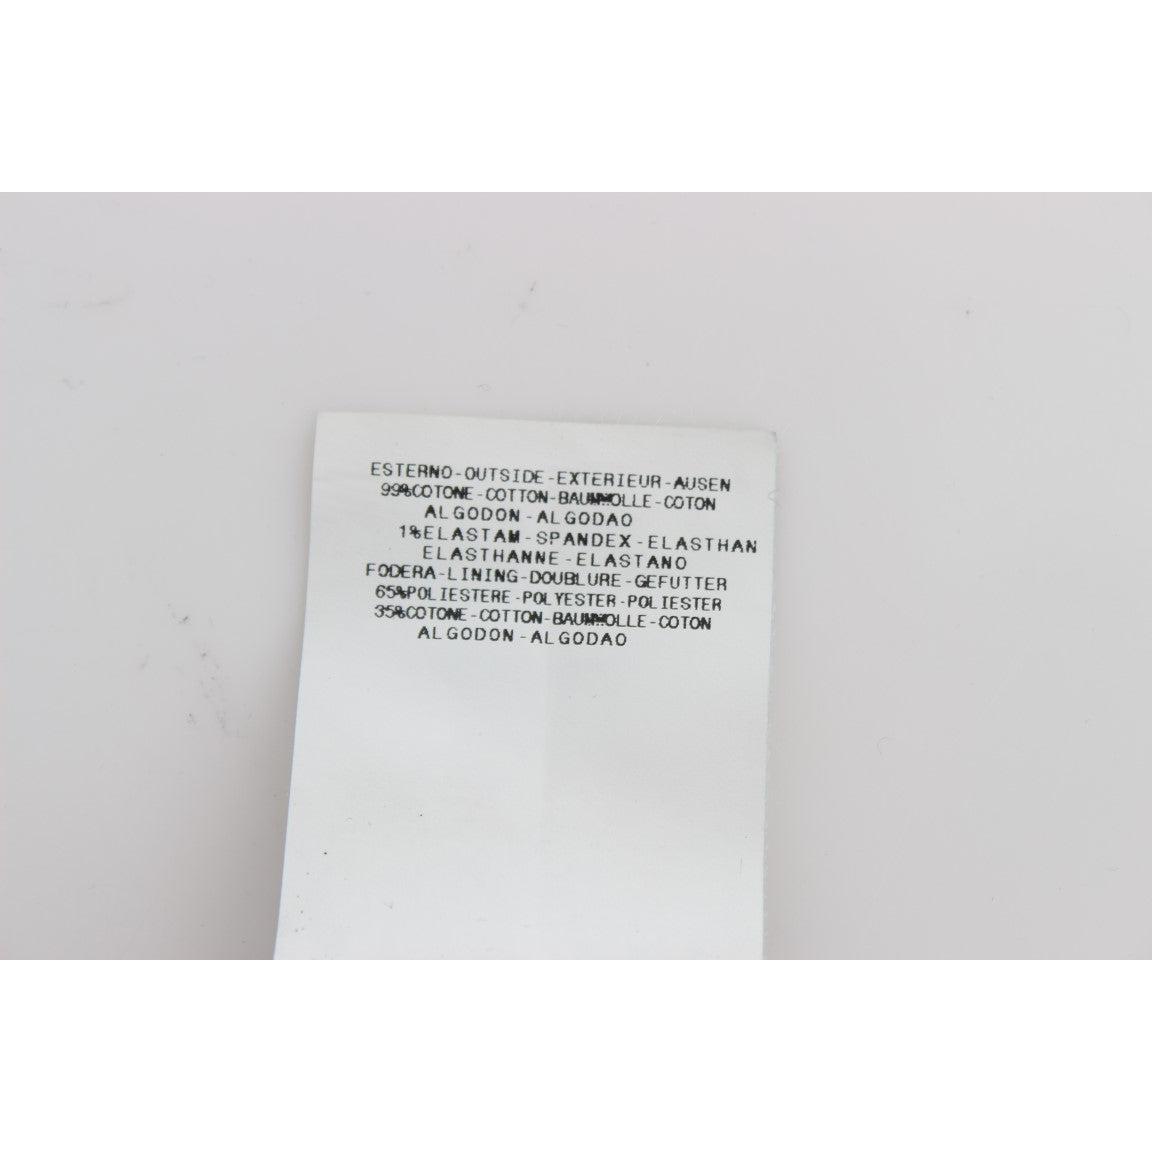 ESTERNO-OUTSIDE-EXTERIEUR-AUSEN
99%COTONE-COTTON-BAUMWOLLE-COTON
ALGODON-ALGODAO
1%ELASTAM-SPANDEX-ELASTHAN
ELASTHANNE-ELASTANO
FODERA-LINING-DOUBLURE-GEFUTTER
65%POLIESTERE-POLYESTER-POLIESTER
35%COTONE-COTTON-BAUMWOLLE-COTON
ALGODON-ALGODAO